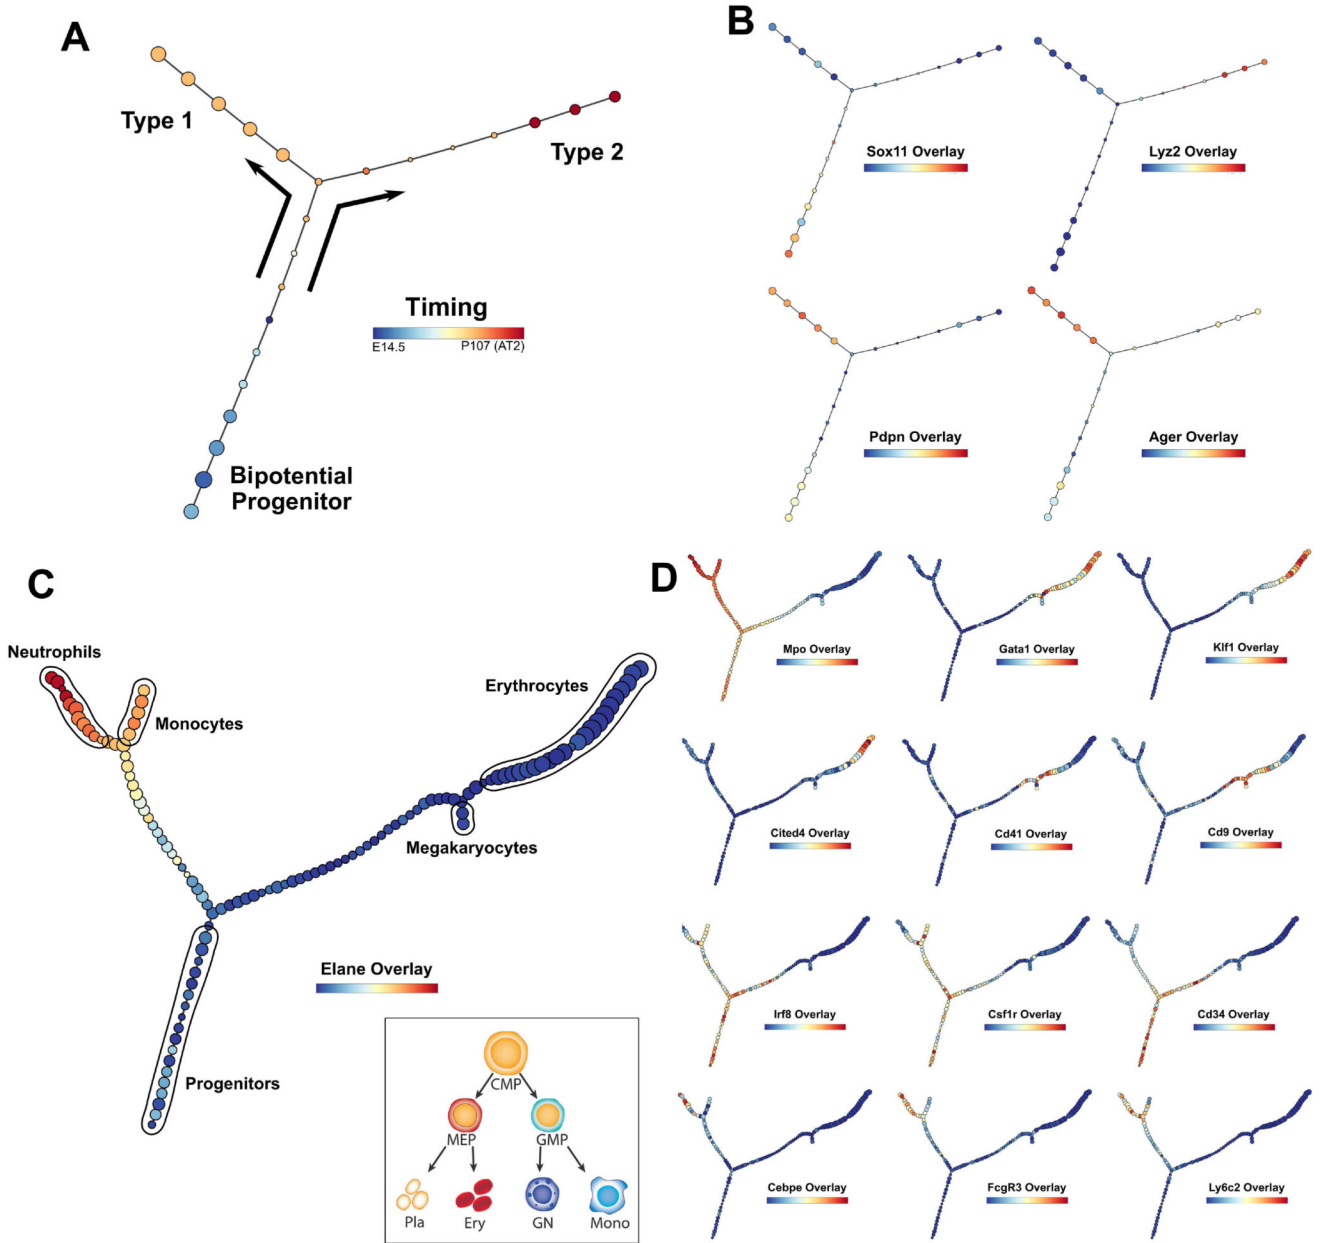 A
Type 1
Type 2
Timing
E14.5
P107 (AT2)
Bipotential
Progenitor
B
Sox11 Overlay
Lyz2 Overlay
Pdpn Overlay
Ager Overlay
C
Neutrophils
Monocytes
Erythrocytes
Megakaryocytes
Elane Overlay
Progenitors
CMP
MEP
GMP
Pla
Ery
GN
Mono
D
Mpo Overlay
Gata1 Overlay
Klf1 Overlay
Cited4 Overlay
Cd41 Overlay
Cd9 Overlay
Irf8 Overlay
Csf1r Overlay
Cd34 Overlay
Cebpe Overlay
FcgR3 Overlay
Ly6c2 Overlay